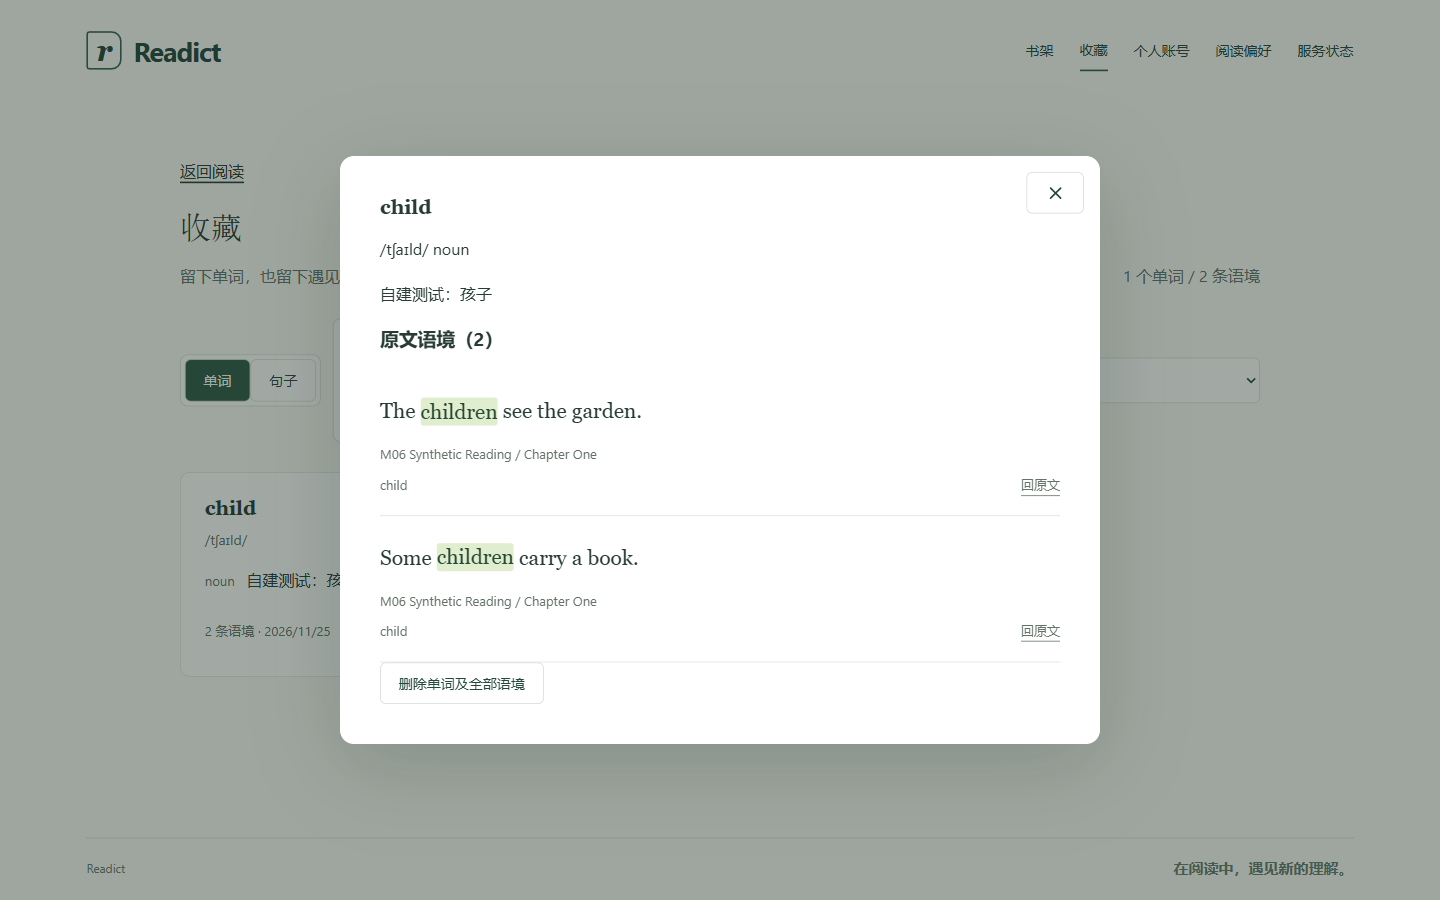 r Readict
书架 收藏 个人账号 阅读偏好 服务状态
返回阅读
收藏
留下单词，也留下遇见
1 个单词 / 2 条语境
单词 句子
child
/tʃaɪld/
noun 自建测试：孩
2 条语境 · 2026/11/25
child
/tʃaɪld/ noun
自建测试：孩子
原文语境（2）
The children see the garden.
M06 Synthetic Reading / Chapter One
child 回原文
Some children carry a book.
M06 Synthetic Reading / Chapter One
child 回原文
删除单词及全部语境
Readict
在阅读中，遇见新的理解。